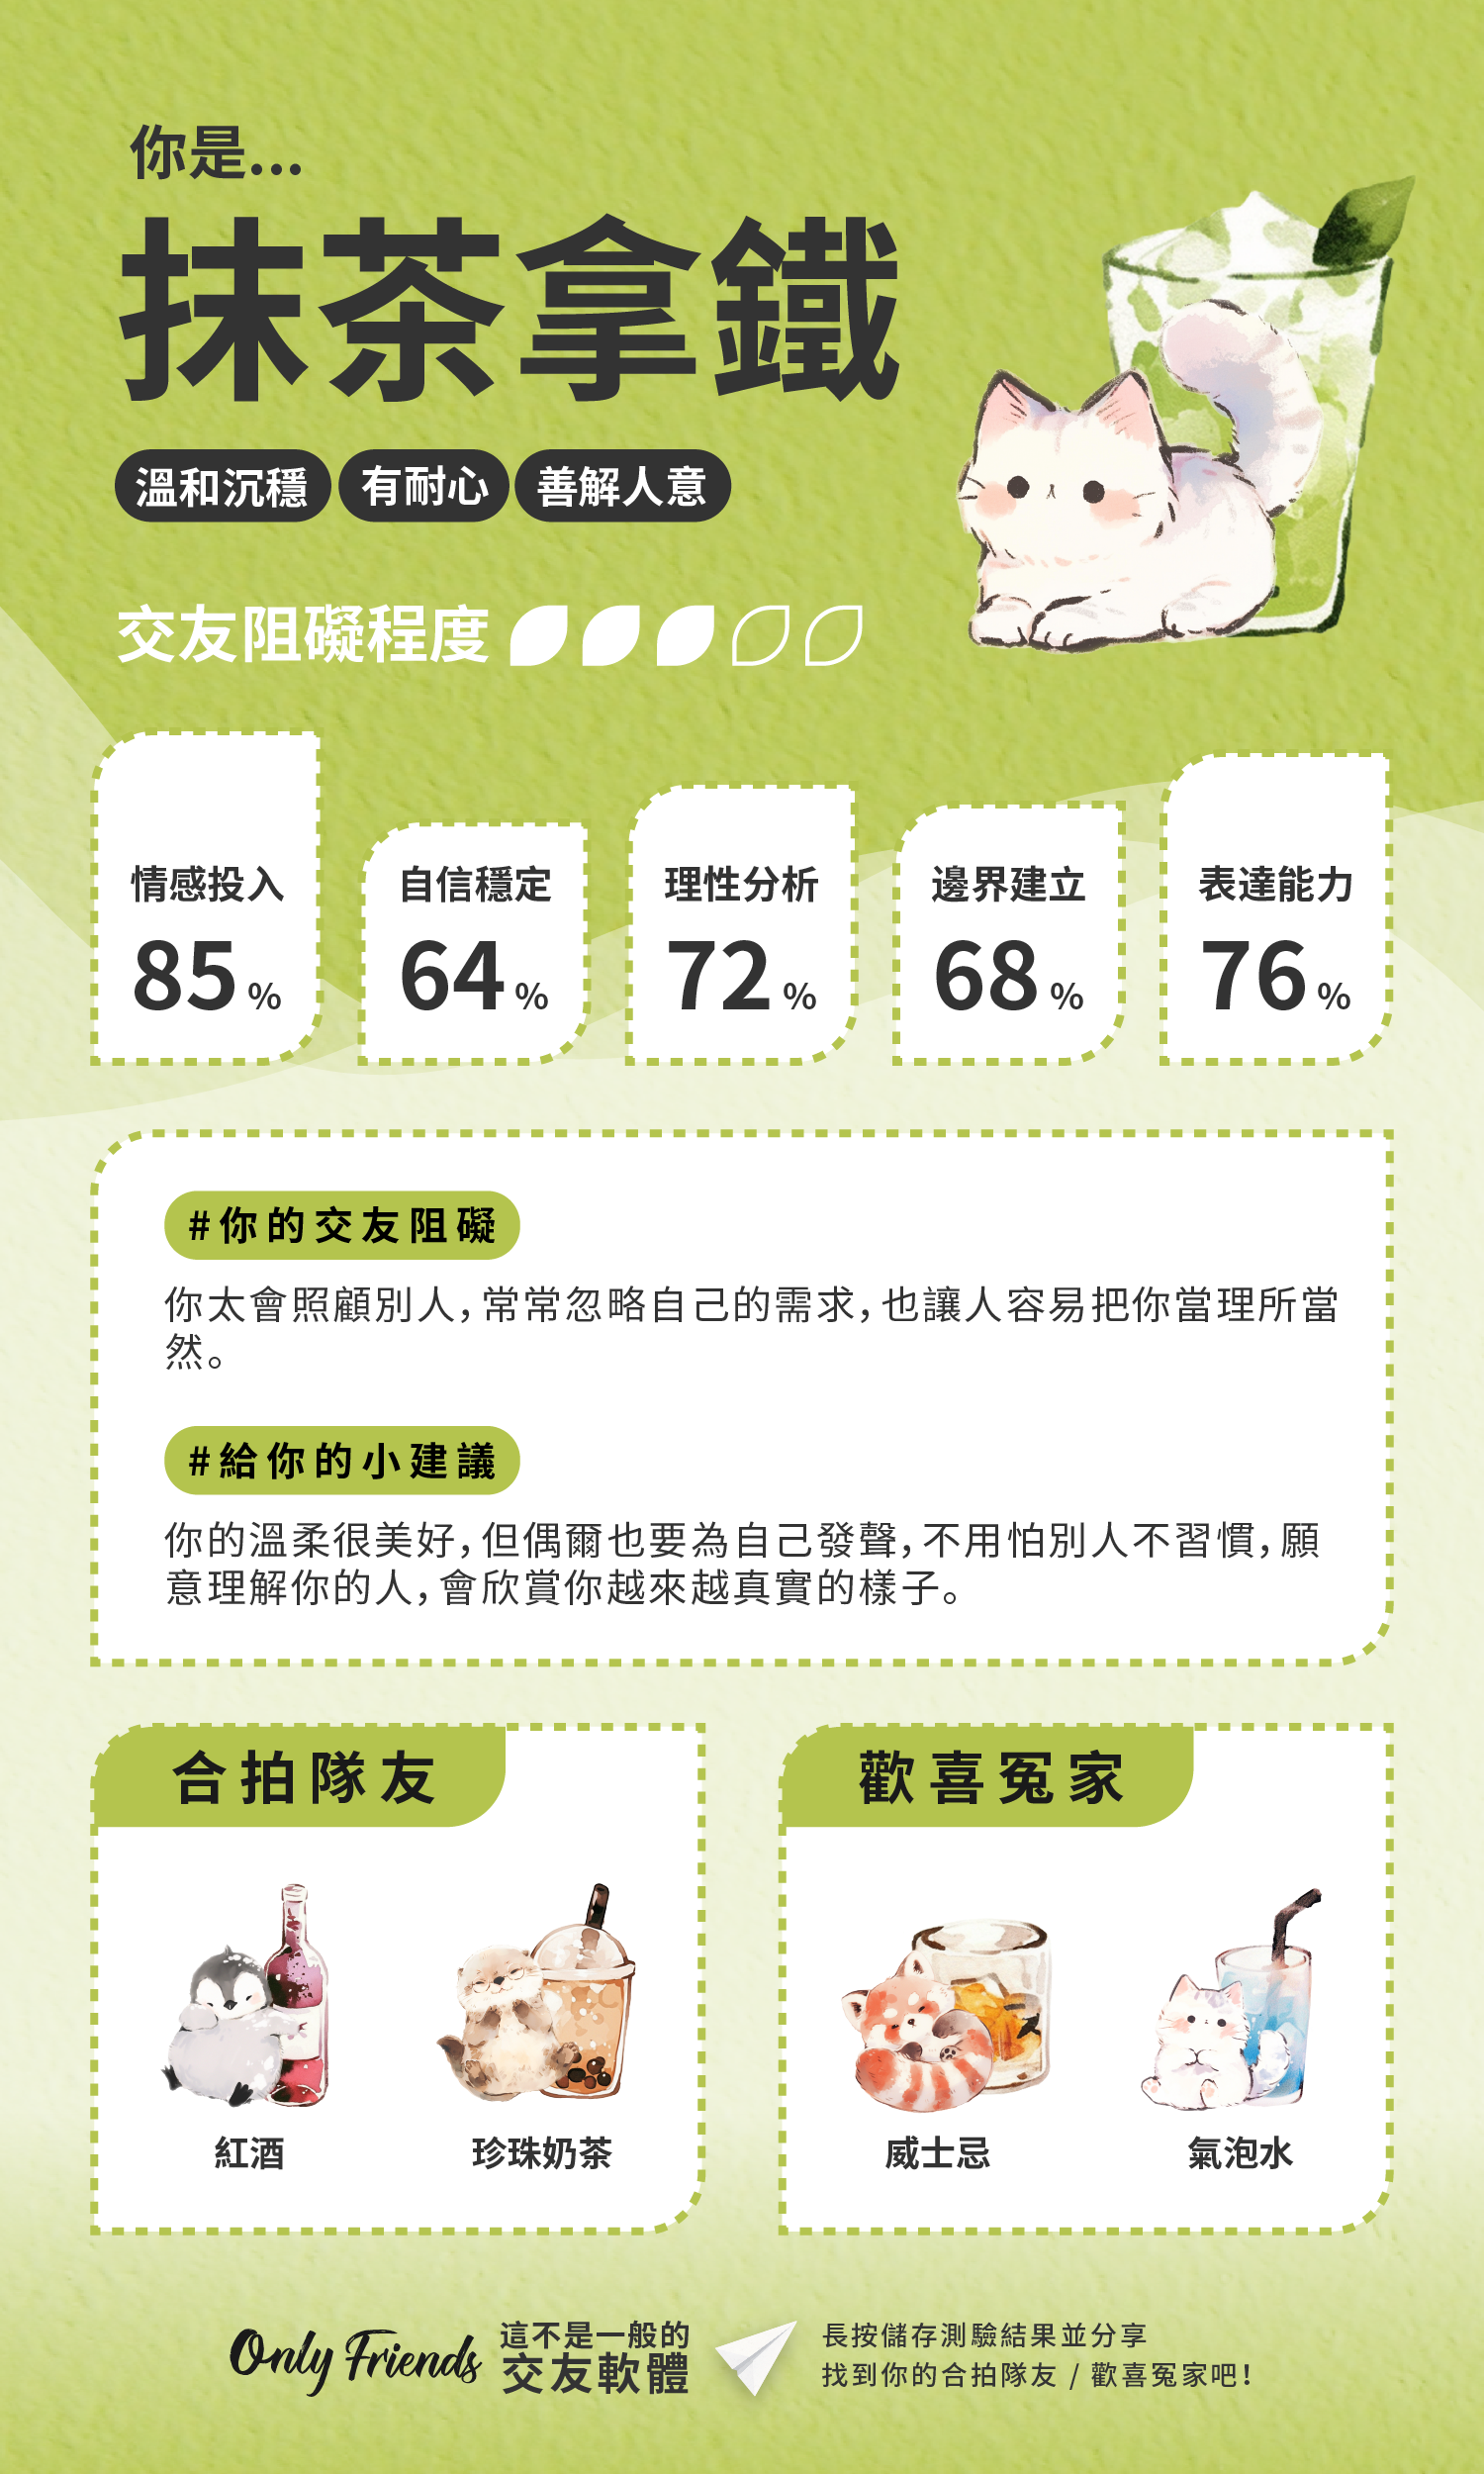 你是...
抹茶拿鐵
溫和沉穩 有耐心 善解人意
交友阻礙程度
情感投入
85%
自信穩定
64%
理性分析
72%
邊界建立
68%
表達能力
76%
#你的交友阻礙
你太會照顧別人，常常忽略自己的需求，也讓人容易把你當理所當
然。
#給你的小建議
你的溫柔很美好，但偶爾也要為自己發聲，不用怕別人不習慣，願
意理解你的人，會欣賞你越來越真實的樣子。
合拍隊友
紅酒
珍珠奶茶
歡喜冤家
威士忌
氣泡水
Only Friends
這不是一般的
交友軟體
長按儲存測驗結果並分享
找到你的合拍隊友 / 歡喜冤家吧！